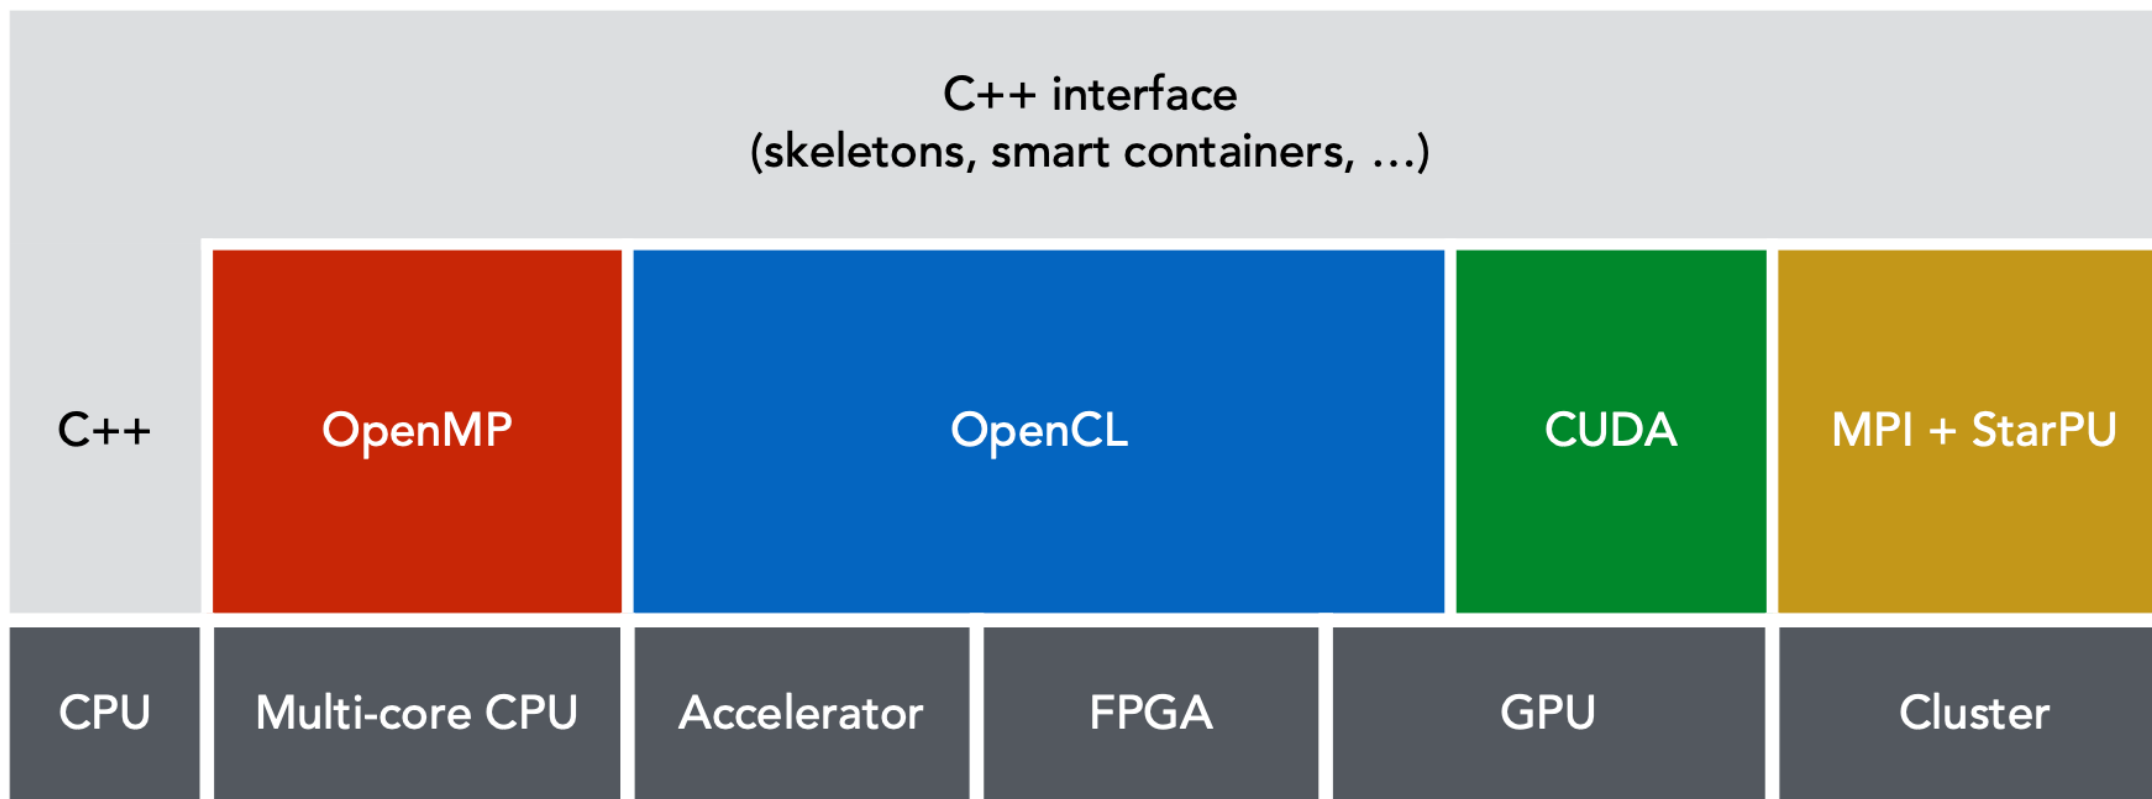 C++ interface
(skeletons, smart containers, …)
C++
OpenMP
OpenCL
CUDA
MPI + StarPU
CPU
Multi-core CPU
Accelerator
FPGA
GPU
Cluster